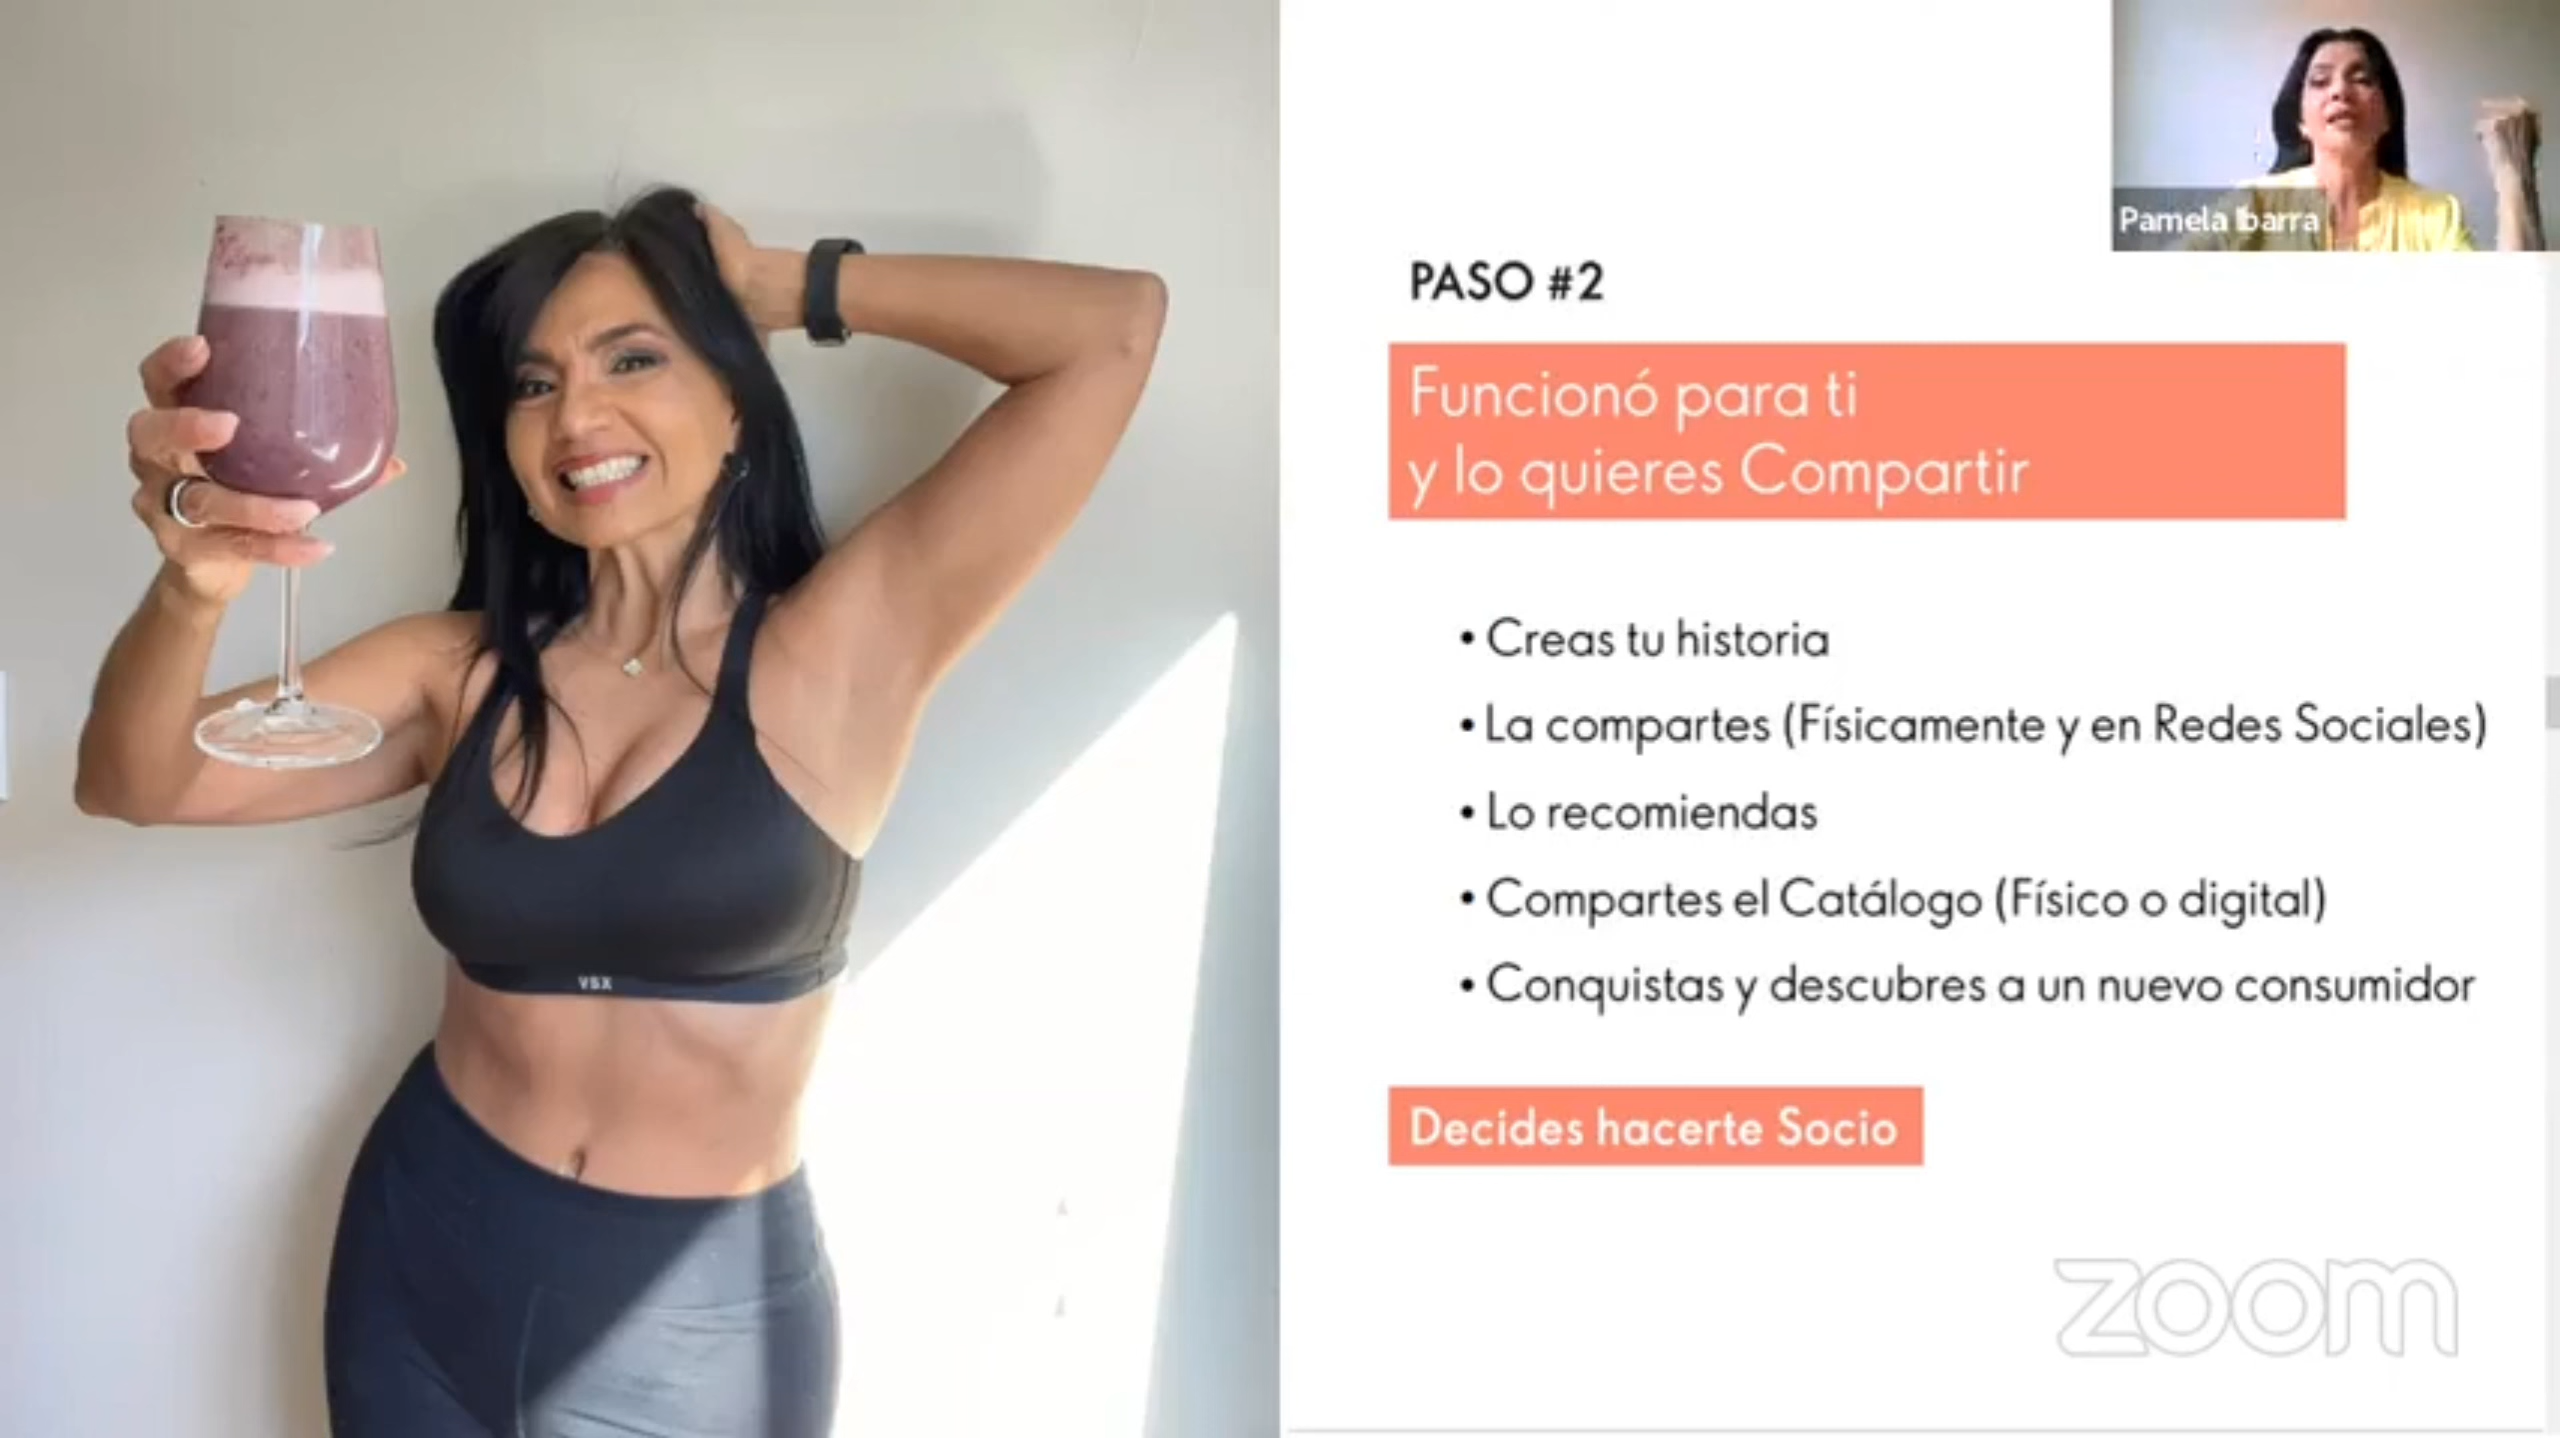 Pamela Ibarra
PASO #2
Funcionó para ti
y lo quieres Compartir
• Creas tu historia
• La compartes (Físicamente y en Redes Sociales)
• Lo recomiendas
• Compartes el Catálogo (Físico o digital)
• Conquistas y descubres a un nuevo consumidor
Decides hacerte Socio
VSX
zoom